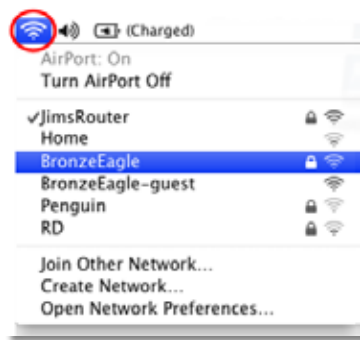 (Charged)
AirPort: On
Turn AirPort Off
✓JimsRouter
Home
BronzeEagle
BronzeEagle-guest
Penguin
RD
Join Other Network...
Create Network...
Open Network Preferences...